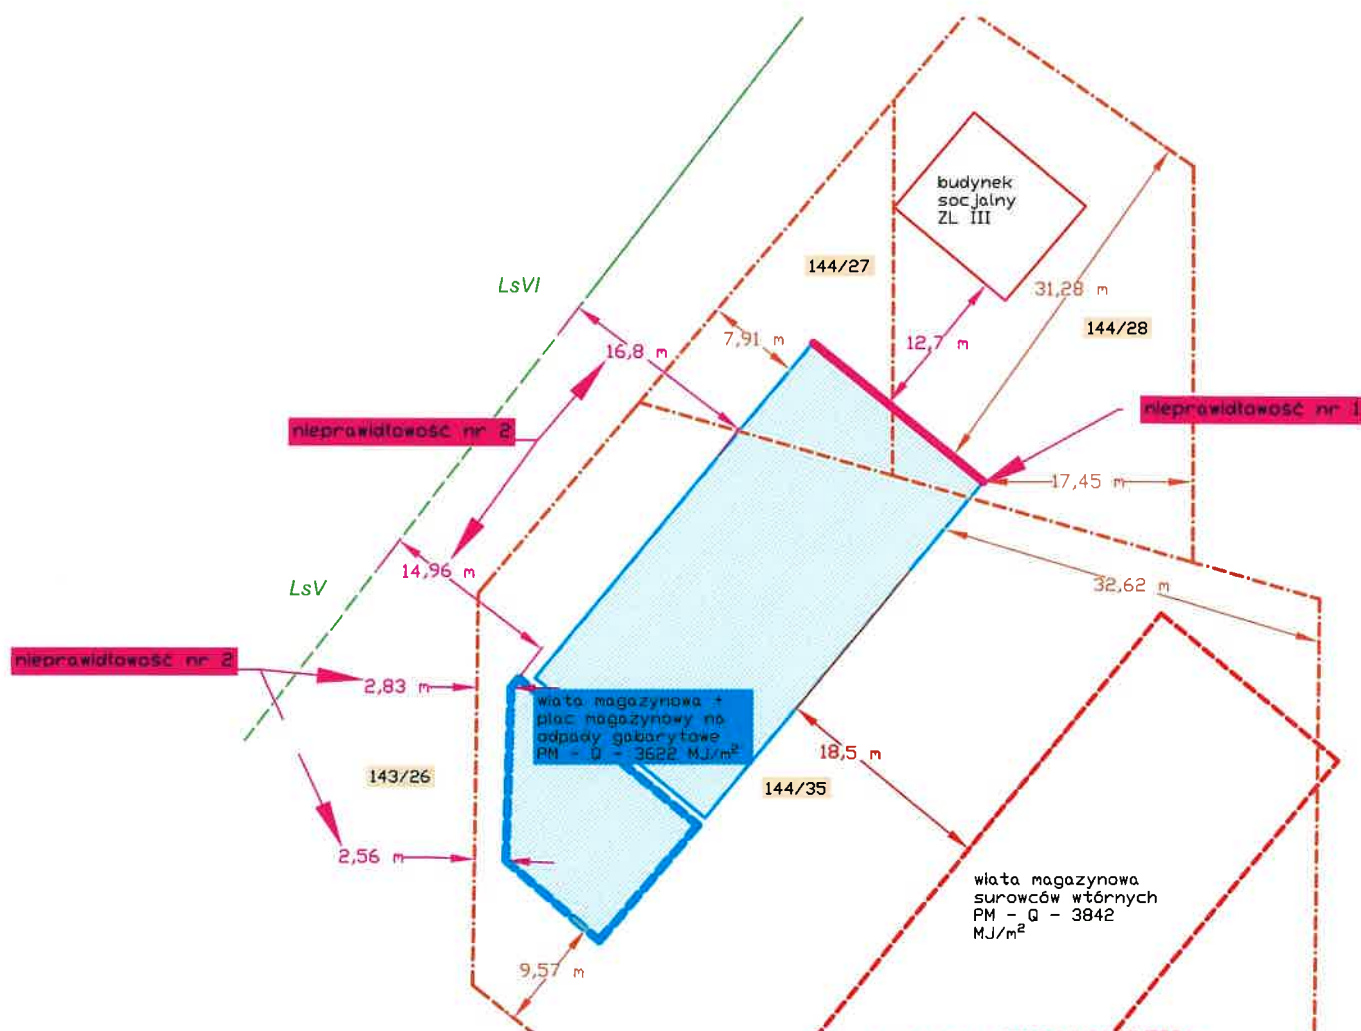 budynek
socjalny
ZL III
144/27
LsVI
31,28 m
7,91 m
144/28
12,7 m
16,8 m
nieprawidłowość nr 1
nieprawidłowość nr 2
17,45 m
14,96 m
32,62 m
LsV
nieprawidłowość nr 2
2,83 m
wiata magazynowa +
plac magazynowy na
odpady gabarytowe
PM - Q - 3622 MJ/m²
18,5 m
143/26
144/35
2,56 m
wiata magazynowa
surowców wtórnych
PM - Q - 3842
MJ/m²
9,57 m